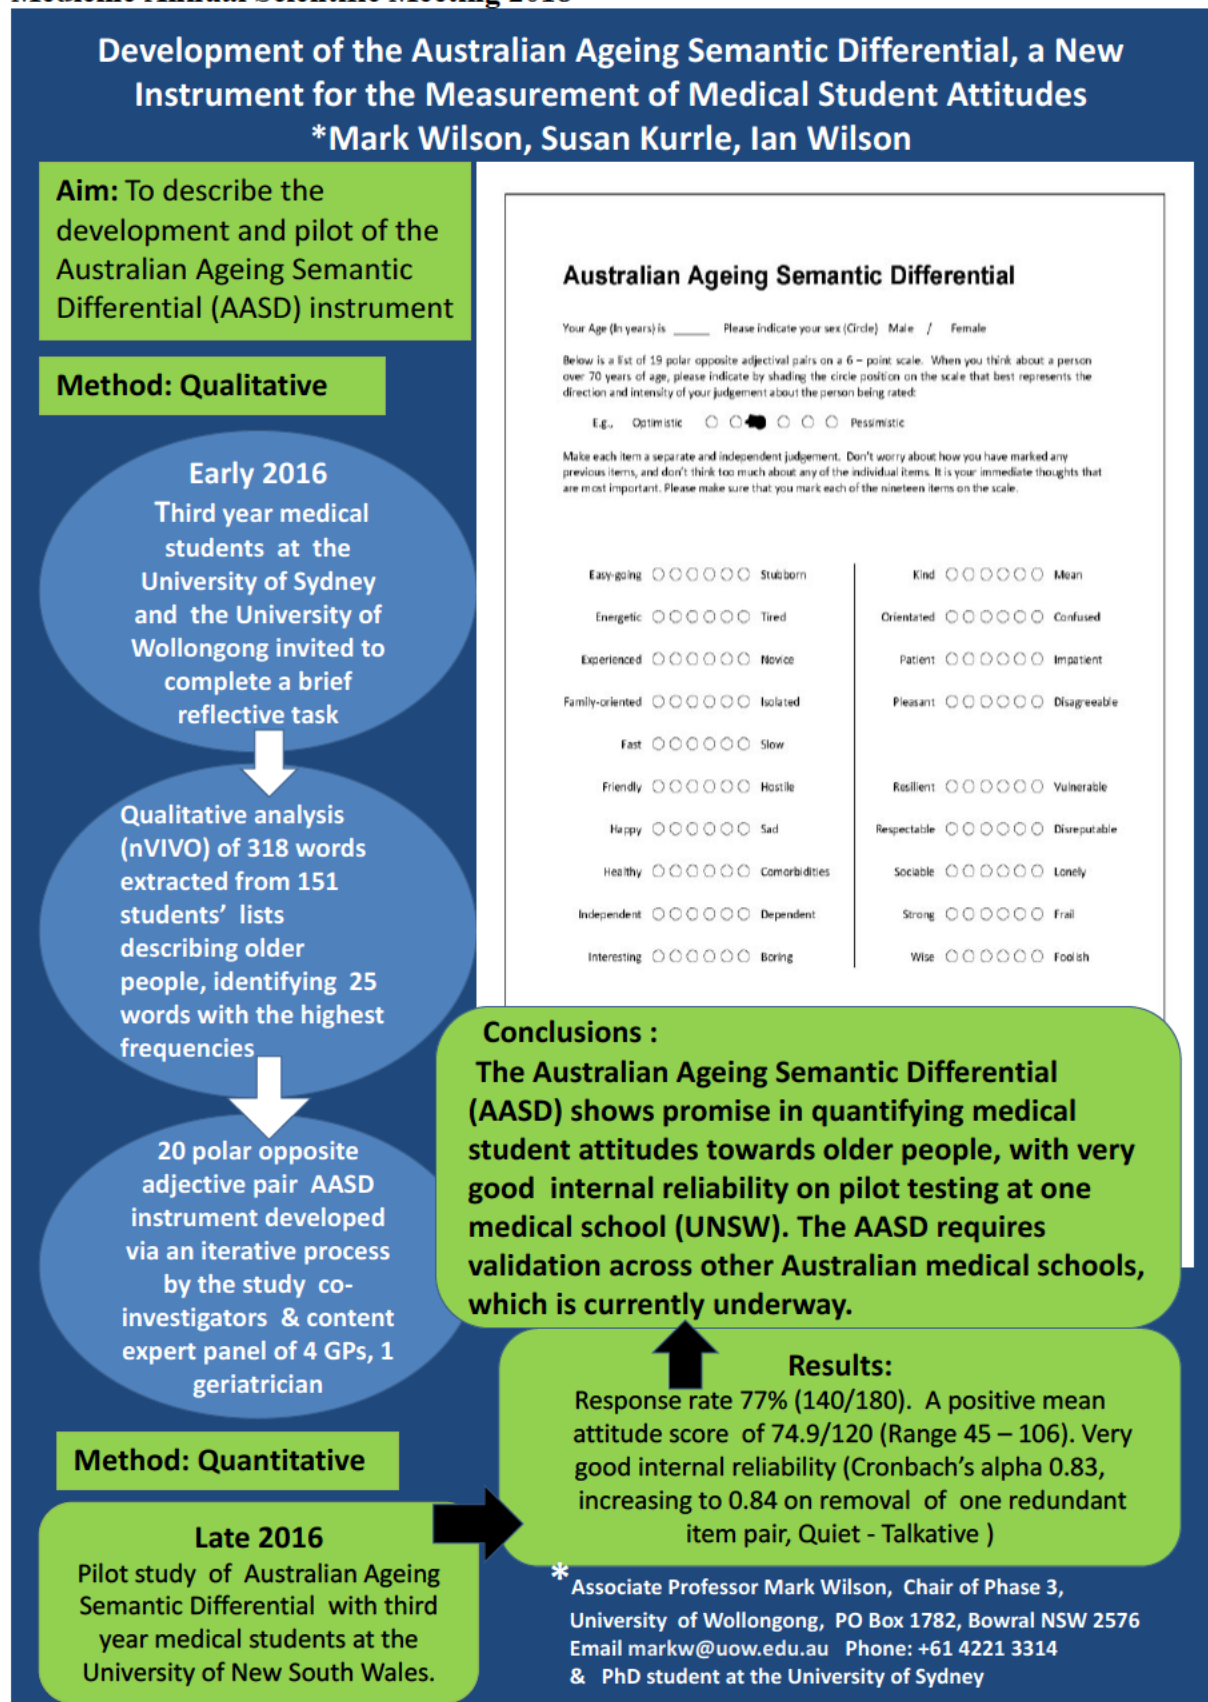 Medicine Annual Scientific Meeting 2018
Development of the Australian Ageing Semantic Differential, a New
Instrument for the Measurement of Medical Student Attitudes
*Mark Wilson, Susan Kurrle, Ian Wilson
Aim: To describe the
development and pilot of the
Australian Ageing Semantic
Differential (AASD) instrument
Method: Qualitative
Early 2016
Third year medical
students at the
University of Sydney
and the University of
Wollongong invited to
complete a brief
reflective task
Qualitative analysis
(nVIVO) of 318 words
extracted from 151
students' lists
describing older
people, identifying 25
words with the highest
frequencies
20 polar opposite
adjective pair AASD
instrument developed
via an iterative process
by the study co-
investigators & content
expert panel of 4 GPs, 1
geriatrician
Method: Quantitative
Late 2016
Pilot study of Australian Ageing
Semantic Differential with third
year medical students at the
University of New South Wales.
Australian Ageing Semantic Differential
Your Age (In years) is ______ Please indicate your sex (Circle) Male / Female
Below is a list of 19 polar opposite adjectival pairs on a 6 – point scale. When you think about a person
over 70 years of age, please indicate by shading the circle position on the scale that best represents the
direction and intensity of your judgement about the person being rated:
E.g., Optimistic Pessimistic
Make each item a separate and independent judgement. Don't worry about how you have marked any
previous items, and don't think too much about any of the individual items. It is your immediate thoughts that
are most important. Please make sure that you mark each of the nineteen items on the scale.
Easy-going Stubborn
Energetic Tired
Experienced Novice
Family-oriented Isolated
Fast Slow
Friendly Hostile
Happy Sad
Healthy Comorbidities
Independent Dependent
Interesting Boring
Kind Mean
Orientated Confused
Patient Impatient
Pleasant Disagreeable
Resilient Vulnerable
Respectable Disreputable
Sociable Lonely
Strong Frail
Wise Foolish
Conclusions :
The Australian Ageing Semantic Differential
(AASD) shows promise in quantifying medical
student attitudes towards older people, with very
good internal reliability on pilot testing at one
medical school (UNSW). The AASD requires
validation across other Australian medical schools,
which is currently underway.
Results:
Response rate 77% (140/180). A positive mean
attitude score of 74.9/120 (Range 45 – 106). Very
good internal reliability (Cronbach's alpha 0.83,
increasing to 0.84 on removal of one redundant
item pair, Quiet - Talkative )
*Associate Professor Mark Wilson, Chair of Phase 3,
University of Wollongong, PO Box 1782, Bowral NSW 2576
Email markw@uow.edu.au Phone: +61 4221 3314
& PhD student at the University of Sydney